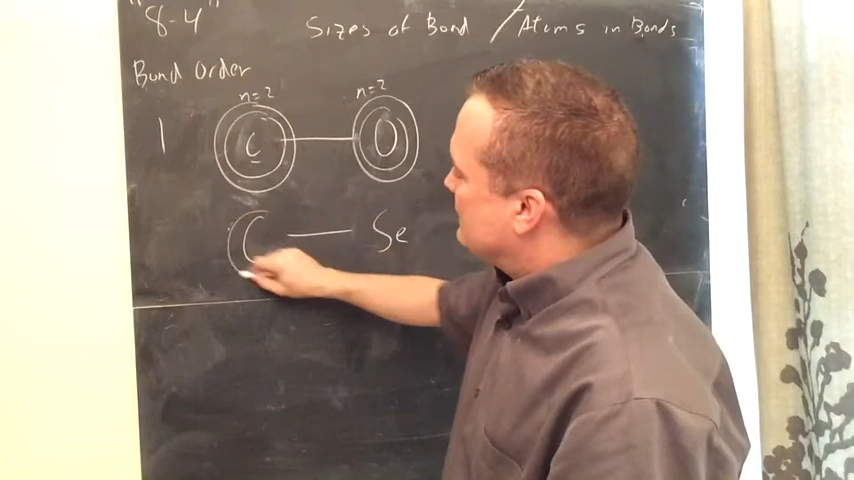 "8-4"
Sizes of Bond / Atoms in Bonds
Bond Order
n=2 n=2
1 C — O
C — Se